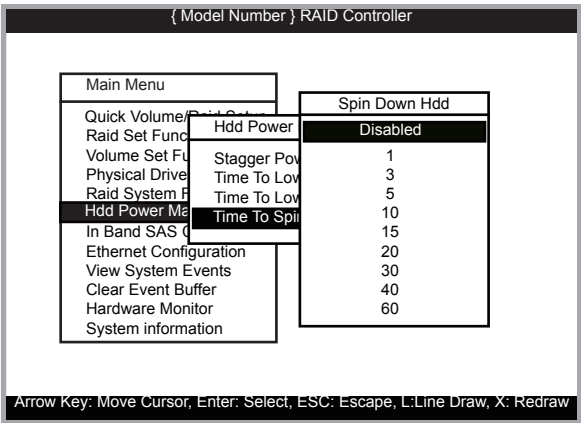 { Model Number } RAID Controller
Main Menu
Quick Volume/
Raid Set Func
Volume Set Fu
Physical Drive
Raid System F
Hdd Power Ma
In Band SAS
Ethernet Configuration
View System Events
Clear Event Buffer
Hardware Monitor
System information
Hdd Power
Stagger Pow
Time To Low
Time To Low
Time To Spi
Spin Down Hdd
Disabled
1
3
5
10
15
20
30
40
60
Arrow Key: Move Cursor, Enter: Select, ESC: Escape, L:Line Draw, X: Redraw